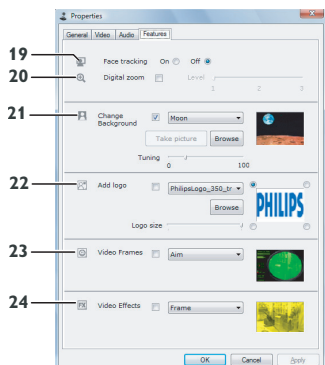 Properties
General Video Audio Features
19 Face tracking On Off
20 Digital zoom Level
1 2 3
21 Change Background Moon
Take picture Browse
Tuning
0 100
22 Add logo PhilipsLogo_350_tr
PHILIPS
Browse
Logo size
23 Video Frames Aim
24 FX Video Effects Frame
OK Cancel Apply